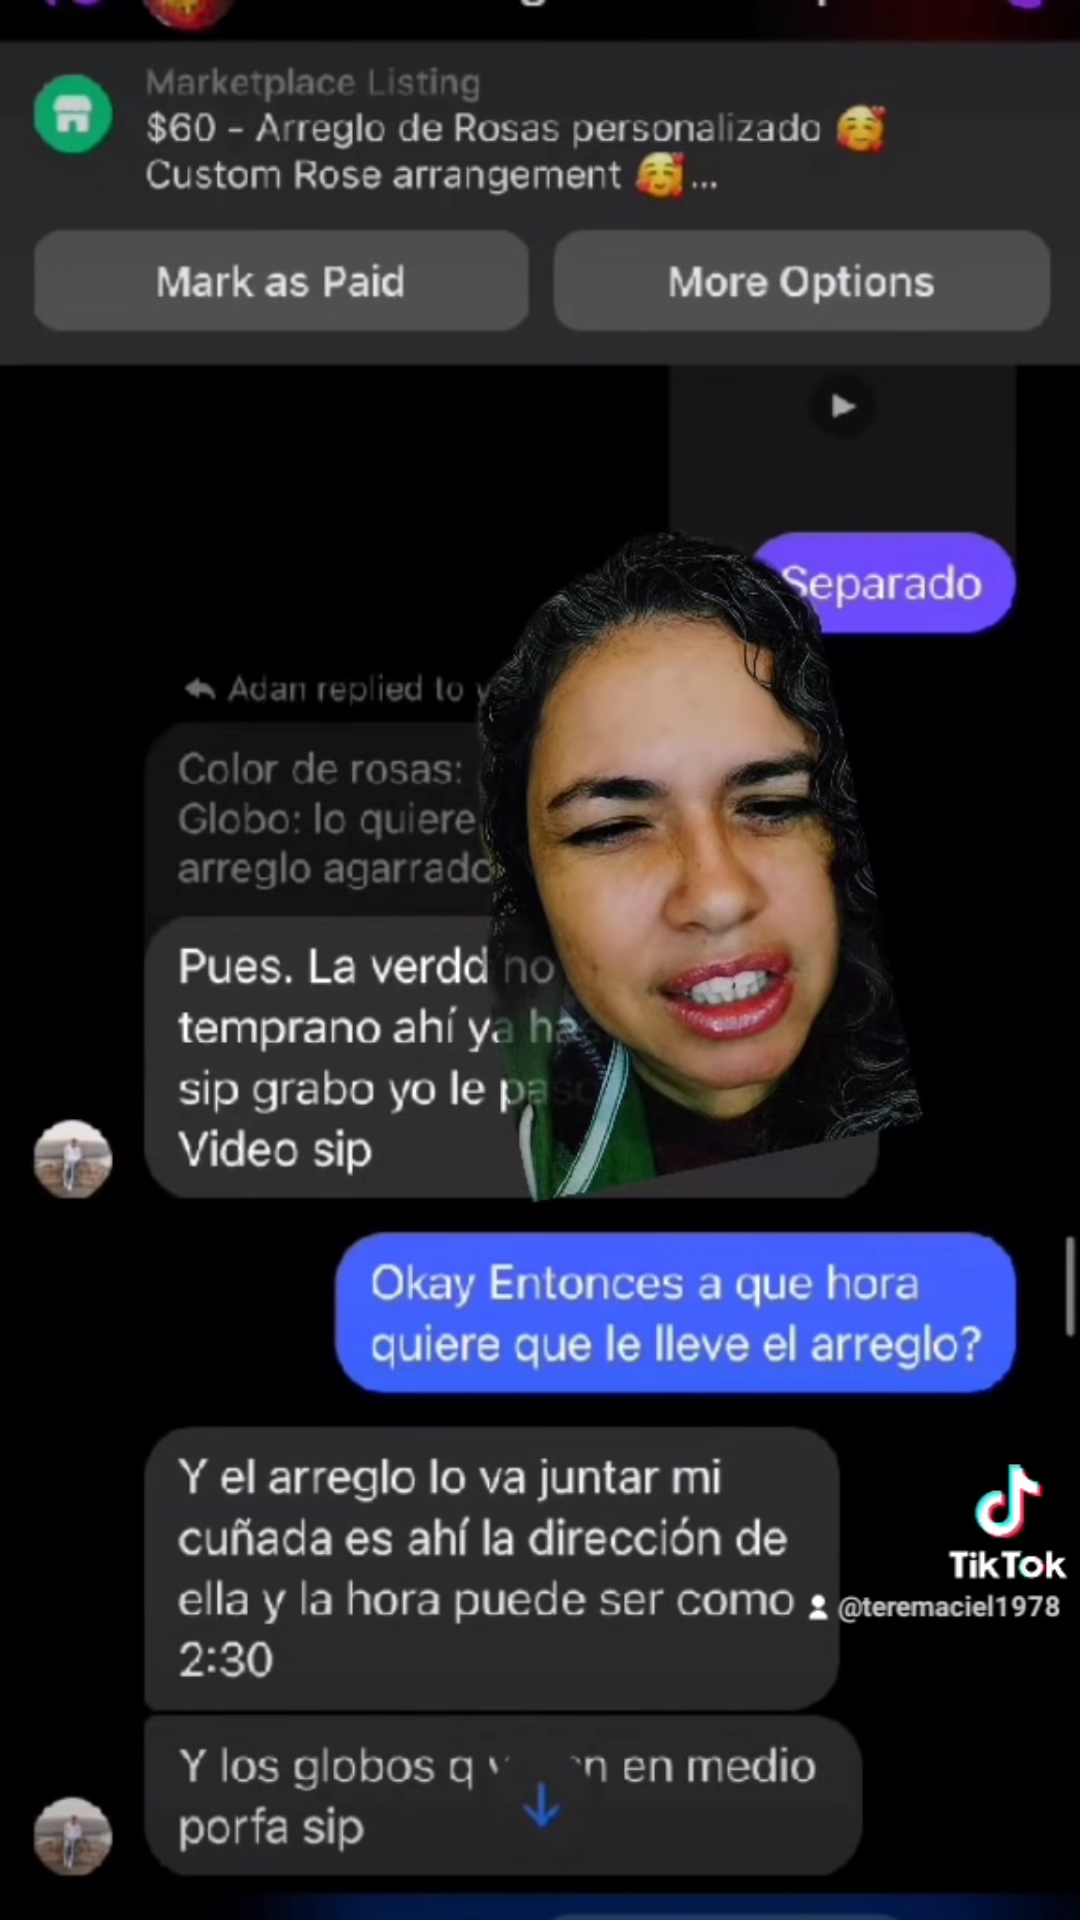 Marketplace Listing
$60 - Arreglo de Rosas personalizado 🥰
Custom Rose arrangement 🥰...
Mark as Paid
More Options
Separado
Adan replied to
Color de rosas:
Globo: lo quiere
arreglo agarrado
Pues. La verdd no
temprano ahí ya
sip grabo yo le
Video sip
Okay Entonces a que hora
quiere que le lleve el arreglo?
Y el arreglo lo va juntar mi
cuñada es ahí la dirección de
ella y la hora puede ser como
2:30
Y los globos q en medio
porfa sip
TikTok
@teremaciel1978